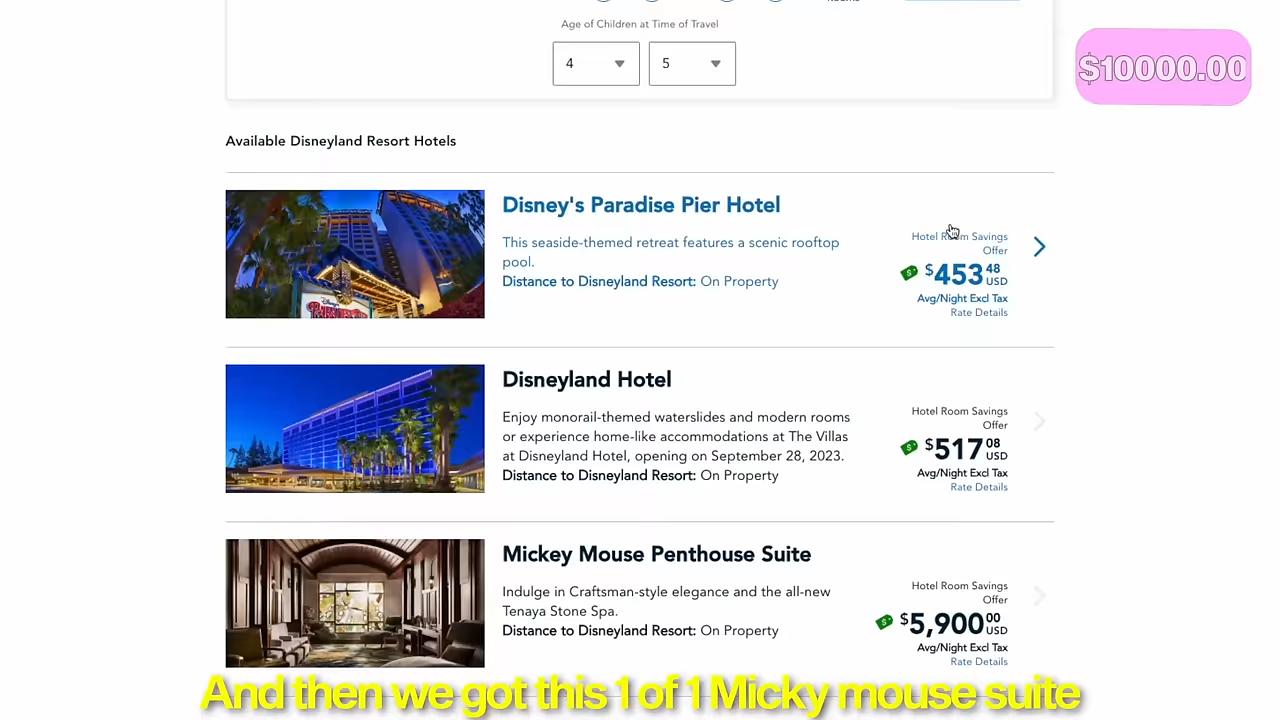 Age of Children at Time of Travel
4 5
$10000.00
Available Disneyland Resort Hotels
Disney's Paradise Pier Hotel
This seaside-themed retreat features a scenic rooftop
pool.
Distance to Disneyland Resort: On Property
Hotel Room Savings
Offer
$453 48
USD
Avg/Night Excl Tax
Rate Details
Disneyland Hotel
Enjoy monorail-themed waterslides and modern rooms
or experience home-like accommodations at The Villas
at Disneyland Hotel, opening on September 28, 2023.
Distance to Disneyland Resort: On Property
Hotel Room Savings
Offer
$517 08
USD
Avg/Night Excl Tax
Rate Details
Mickey Mouse Penthouse Suite
Indulge in Craftsman-style elegance and the all-new
Tenaya Stone Spa.
Distance to Disneyland Resort: On Property
Hotel Room Savings
Offer
$5,900 00
USD
Avg/Night Excl Tax
Rate Details
And then we got this 1 of 1 Micky mouse suite